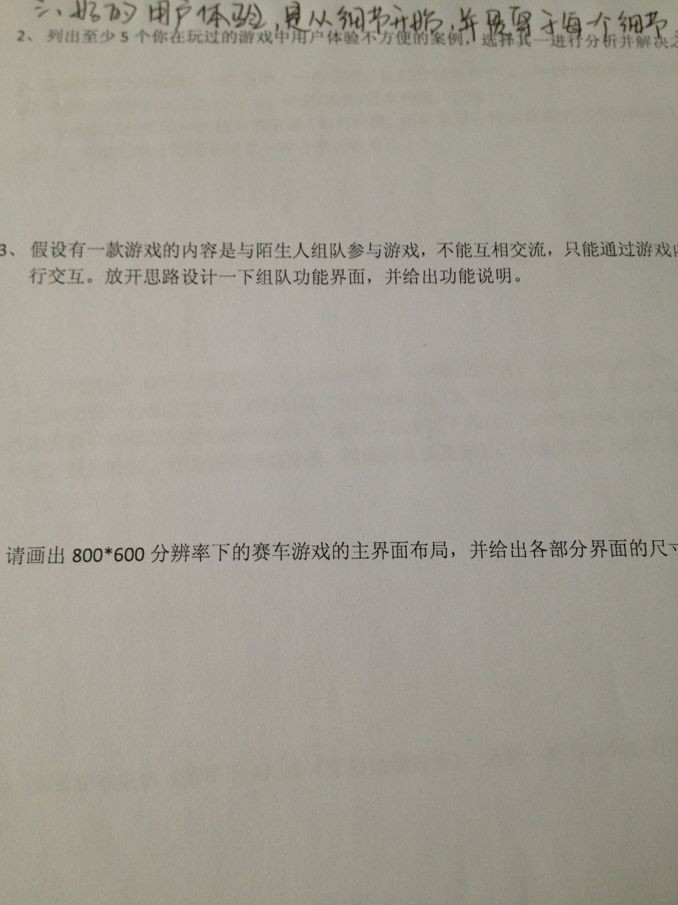 二、好的用户体验,是从细节开始,并贯穿于每个细节
2、 列出至少 5 个你在玩过的游戏中用户体验不方便的案例，选择其一进行分析并解决之
3、 假设有一款游戏的内容是与陌生人组队参与游戏，不能互相交流，只能通过游戏内
行交互。放开思路设计一下组队功能界面，并给出功能说明。
请画出 800*600 分辨率下的赛车游戏的主界面布局，并给出各部分界面的尺寸